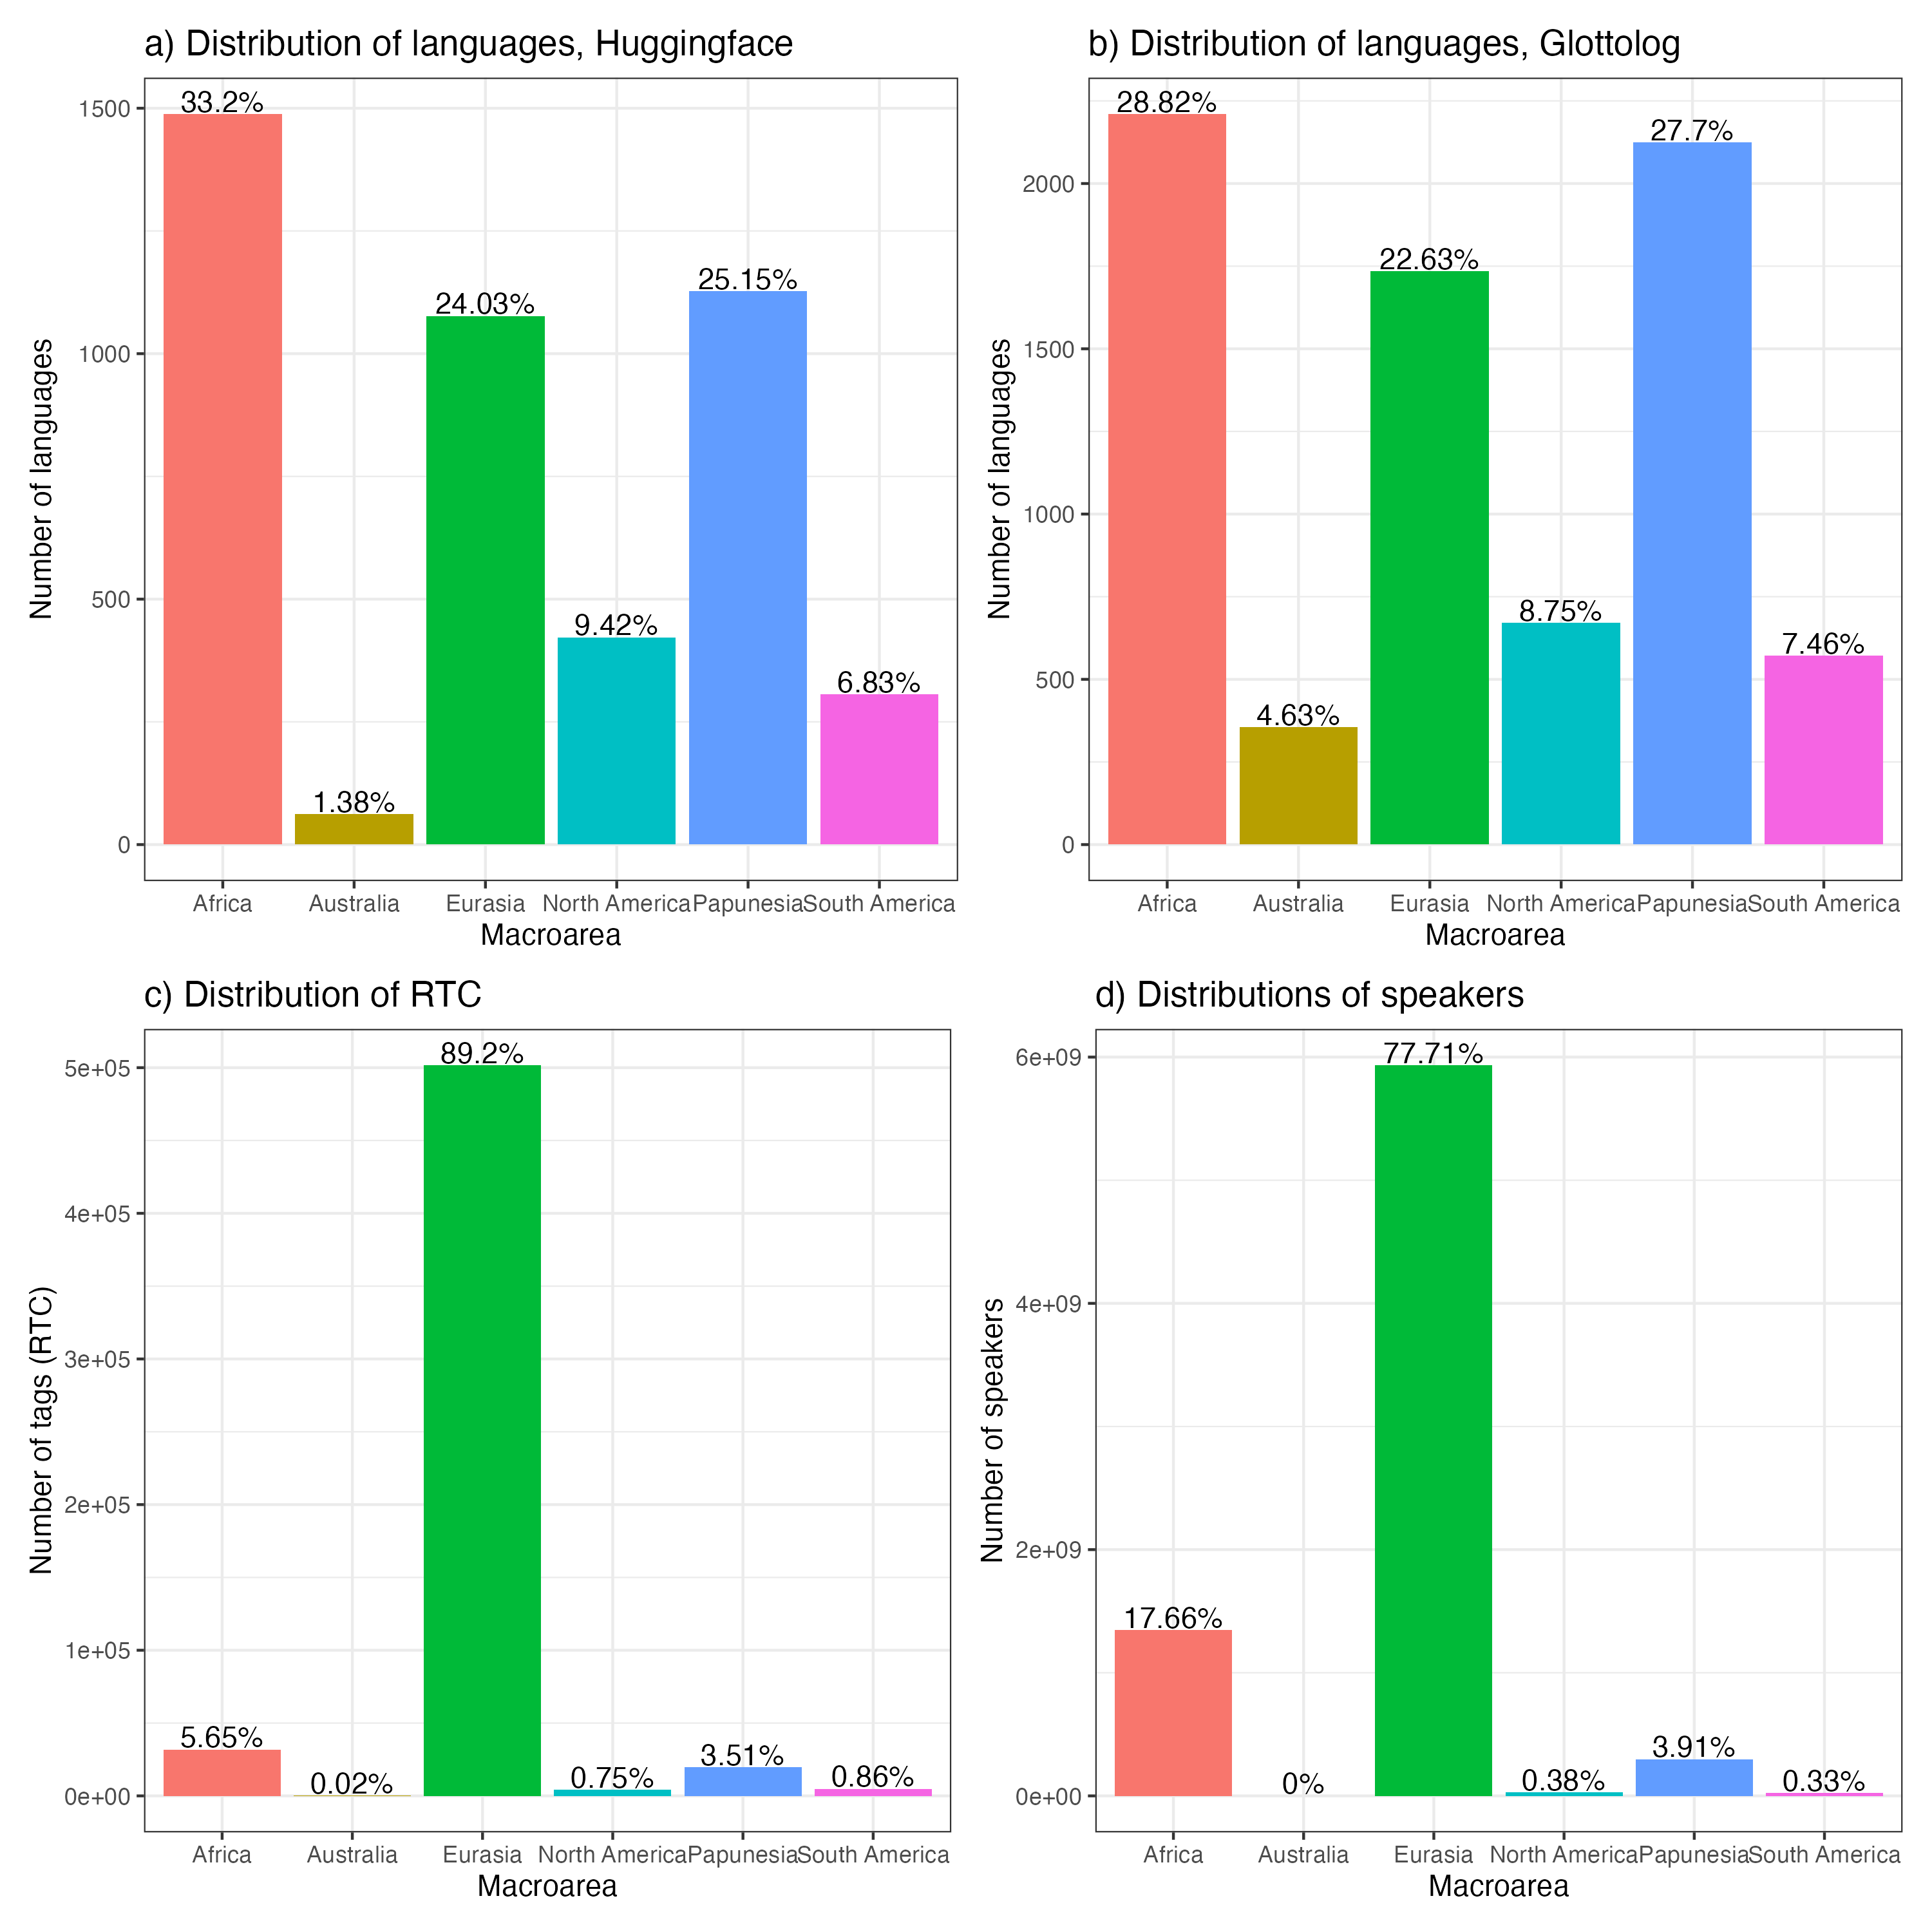 a) Distribution of languages, Huggingface
Number of languages
1500
1000
500
0
33.2%
1.38%
24.03%
9.42%
25.15%
6.83%
Africa Australia Eurasia North America Papunesia South America
Macroarea
b) Distribution of languages, Glottolog
Number of languages
2000
1500
1000
500
0
28.82%
4.63%
22.63%
8.75%
27.7%
7.46%
Africa Australia Eurasia North America Papunesia South America
Macroarea
c) Distribution of RTC
Number of tags (RTC)
5e+05
4e+05
3e+05
2e+05
1e+05
0e+00
5.65%
0.02%
89.2%
0.75%
3.51%
0.86%
Africa Australia Eurasia North America Papunesia South America
Macroarea
d) Distributions of speakers
Number of speakers
6e+09
4e+09
2e+09
0e+00
17.66%
0%
77.71%
0.38%
3.91%
0.33%
Africa Australia Eurasia North America Papunesia South America
Macroarea